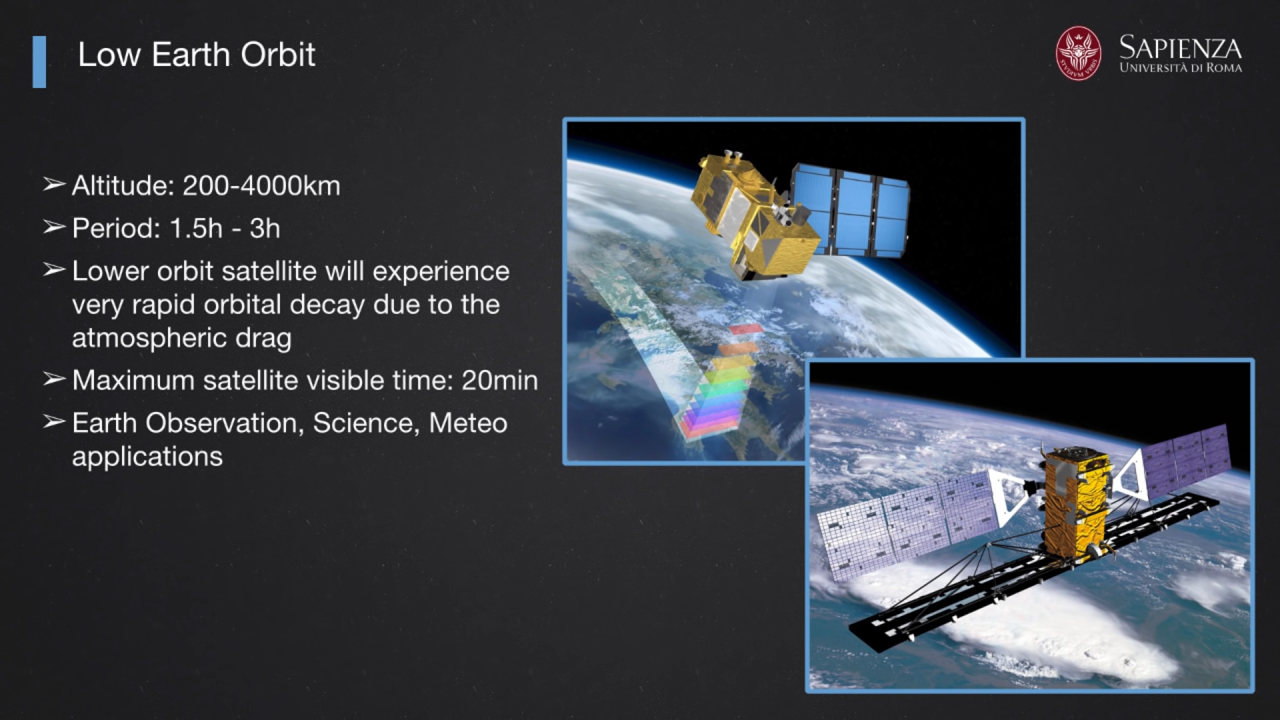 Low Earth Orbit
SAPIENZA
UNIVERSITÀ DI ROMA
STUDIUM URBIS
➢ Altitude: 200-4000km
➢ Period: 1.5h - 3h
➢ Lower orbit satellite will experience
very rapid orbital decay due to the
atmospheric drag
➢ Maximum satellite visible time: 20min
➢ Earth Observation, Science, Meteo
applications